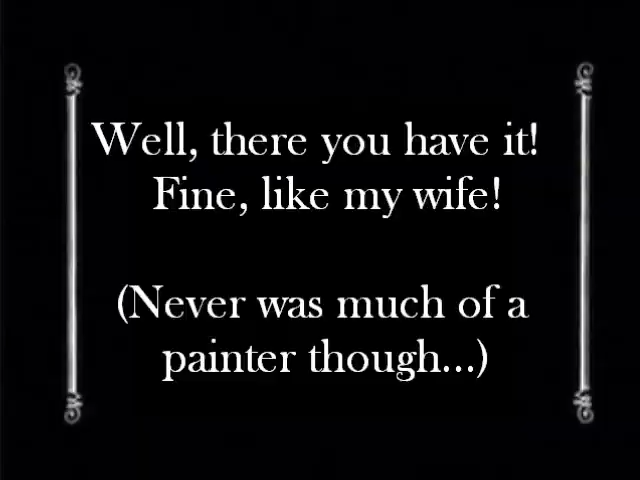 Well, there you have it!
Fine, like my wife!
(Never was much of a
painter though...)